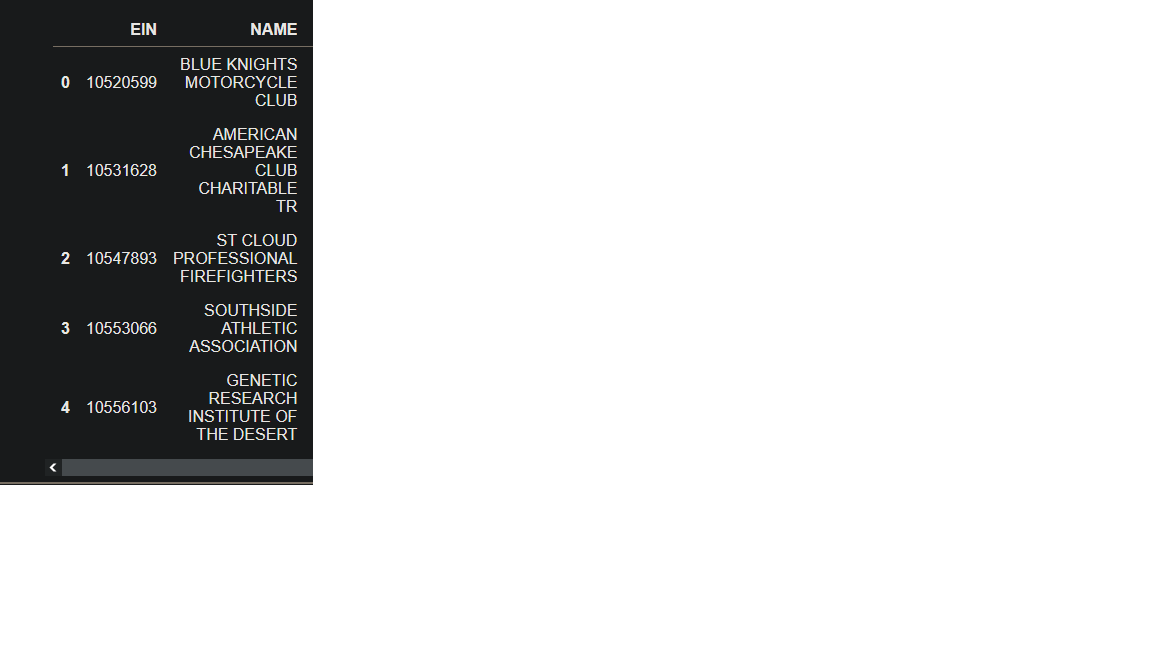 EIN NAME
BLUE KNIGHTS
0 10520599 MOTORCYCLE
CLUB
AMERICAN
CHESAPEAKE
1 10531628 CLUB
CHARITABLE
TR
ST CLOUD
2 10547893 PROFESSIONAL
FIREFIGHTERS
SOUTHSIDE
3 10553066 ATHLETIC
ASSOCIATION
GENETIC
RESEARCH
4 10556103 INSTITUTE OF
THE DESERT